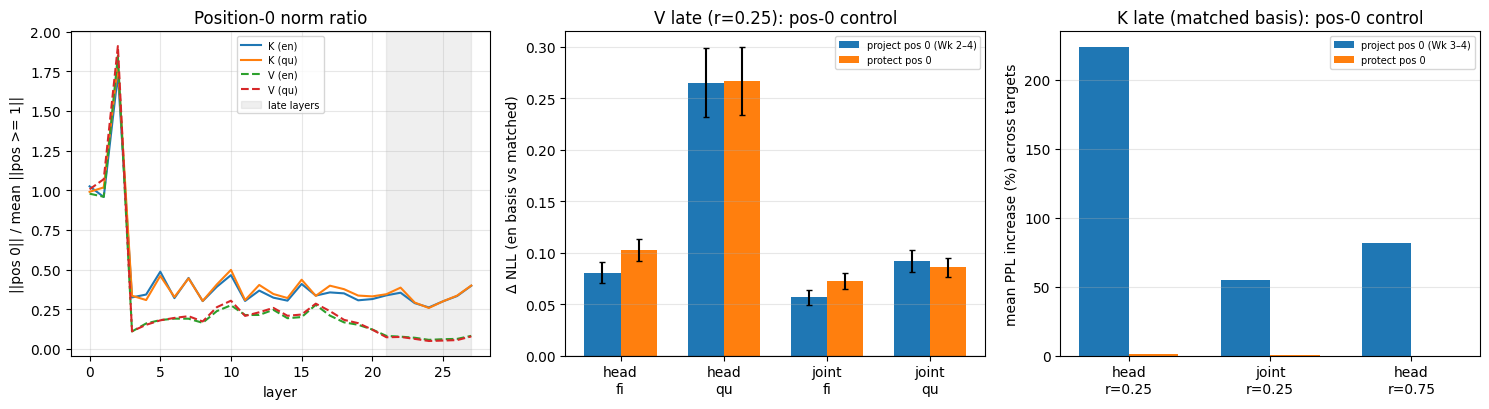 Position-0 norm ratio
||pos 0|| / mean ||pos >= 1||
2.00
1.75
1.50
1.25
1.00
0.75
0.50
0.25
0.00
K (en)
K (qu)
V (en)
V (qu)
late layers
0
5
10
15
20
25
layer
V late (r=0.25): pos-0 control
Δ NLL (en basis vs matched)
0.30
0.25
0.20
0.15
0.10
0.05
0.00
project pos 0 (Wk 2–4)
protect pos 0
head
fi
head
qu
joint
fi
joint
qu
K late (matched basis): pos-0 control
mean PPL increase (%) across targets
200
150
100
50
0
project pos 0 (Wk 3–4)
protect pos 0
head
r=0.25
joint
r=0.25
head
r=0.75